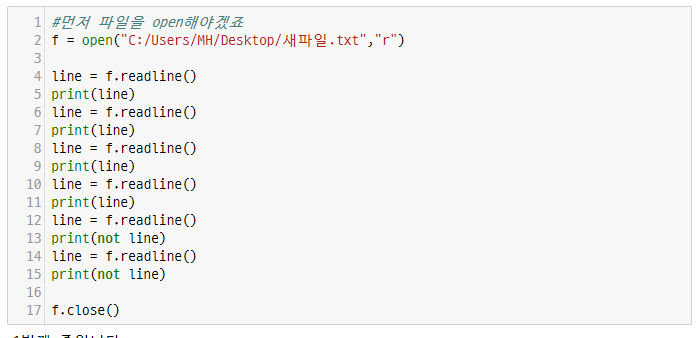 1 #먼저 파일을 open해야겠죠
2 f = open("C:/Users/MH/Desktop/새파일.txt","r")
3
4 line = f.readline()
5 print(line)
6 line = f.readline()
7 print(line)
8 line = f.readline()
9 print(line)
10 line = f.readline()
11 print(line)
12 line = f.readline()
13 print(not line)
14 line = f.readline()
15 print(not line)
16
17 f.close()